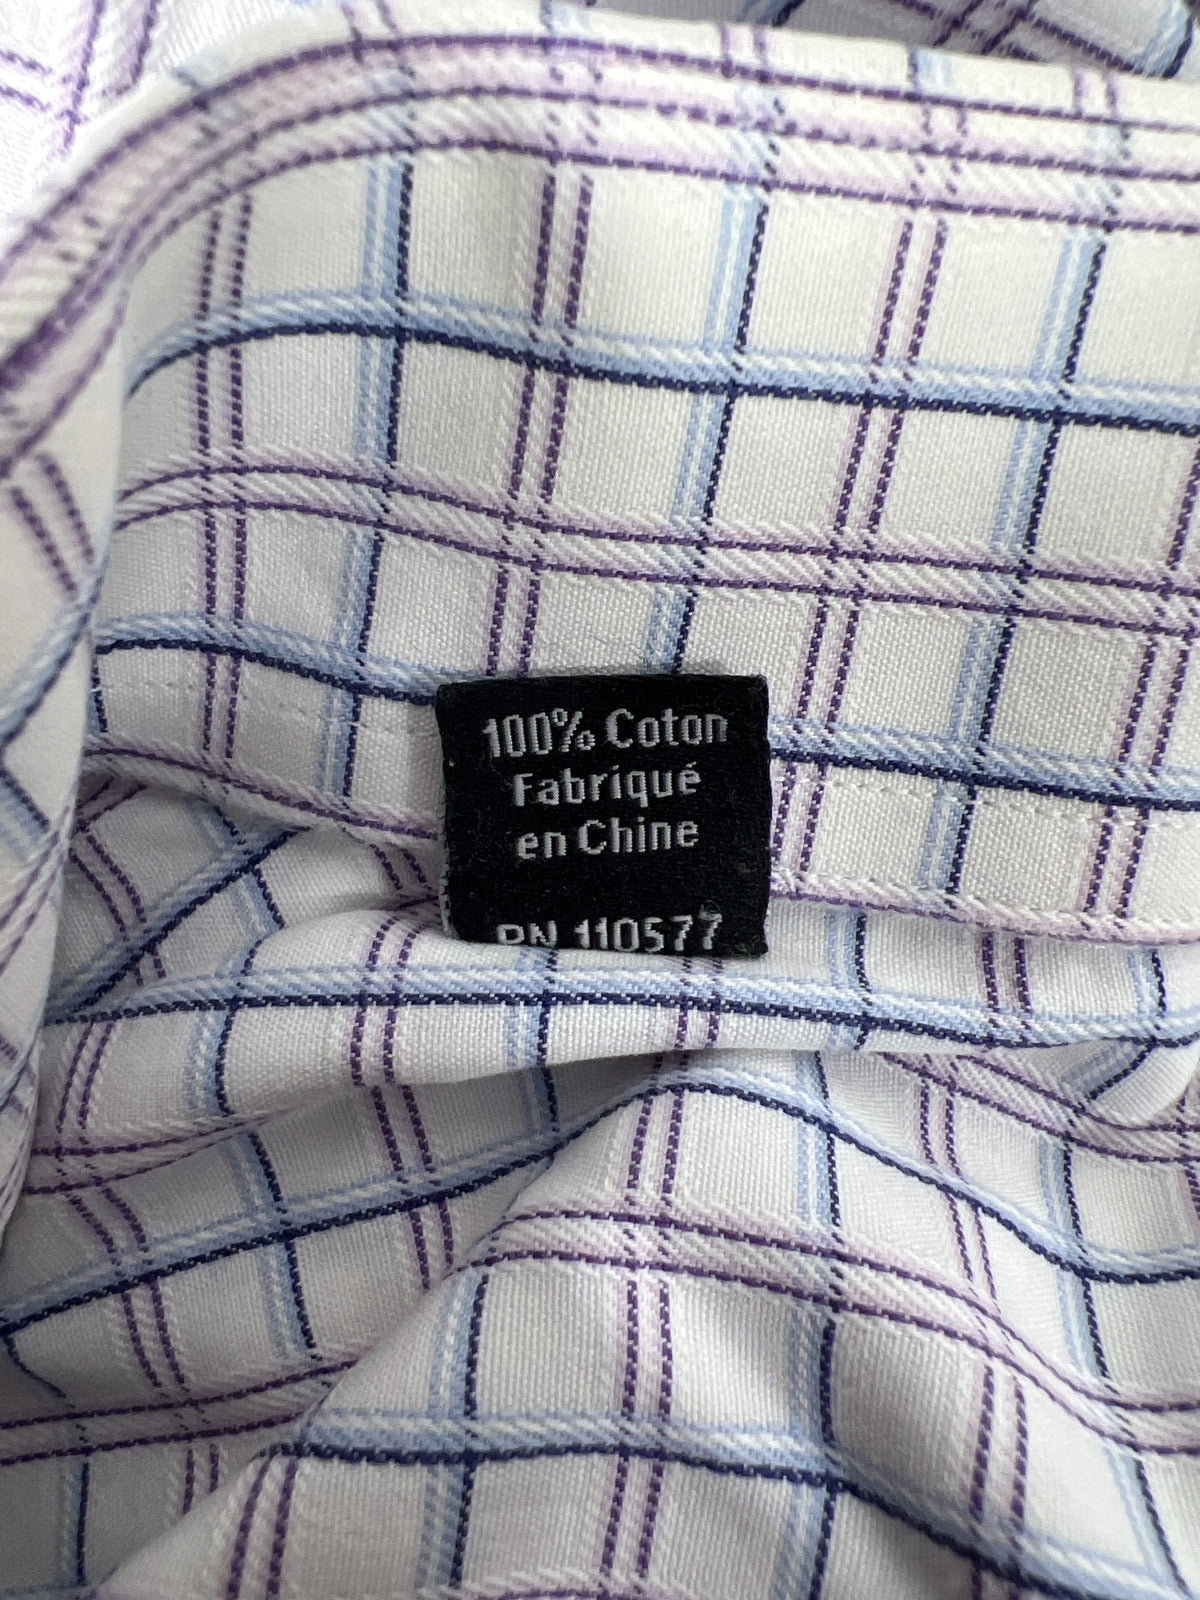 100% Coton
Fabriqué
en Chine
RN 110577